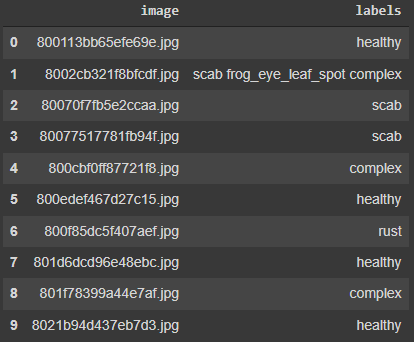 image labels
0 800113bb65efe69e.jpg healthy
1 8002cb321f8bfcdf.jpg scab frog_eye_leaf_spot complex
2 80070f7fb5e2ccaa.jpg scab
3 80077517781fb94f.jpg scab
4 800cbf0ff87721f8.jpg complex
5 800edef467d27c15.jpg healthy
6 800f85dc5f407aef.jpg rust
7 801d6dcd96e48ebc.jpg healthy
8 801f78399a44e7af.jpg complex
9 8021b94d437eb7d3.jpg healthy